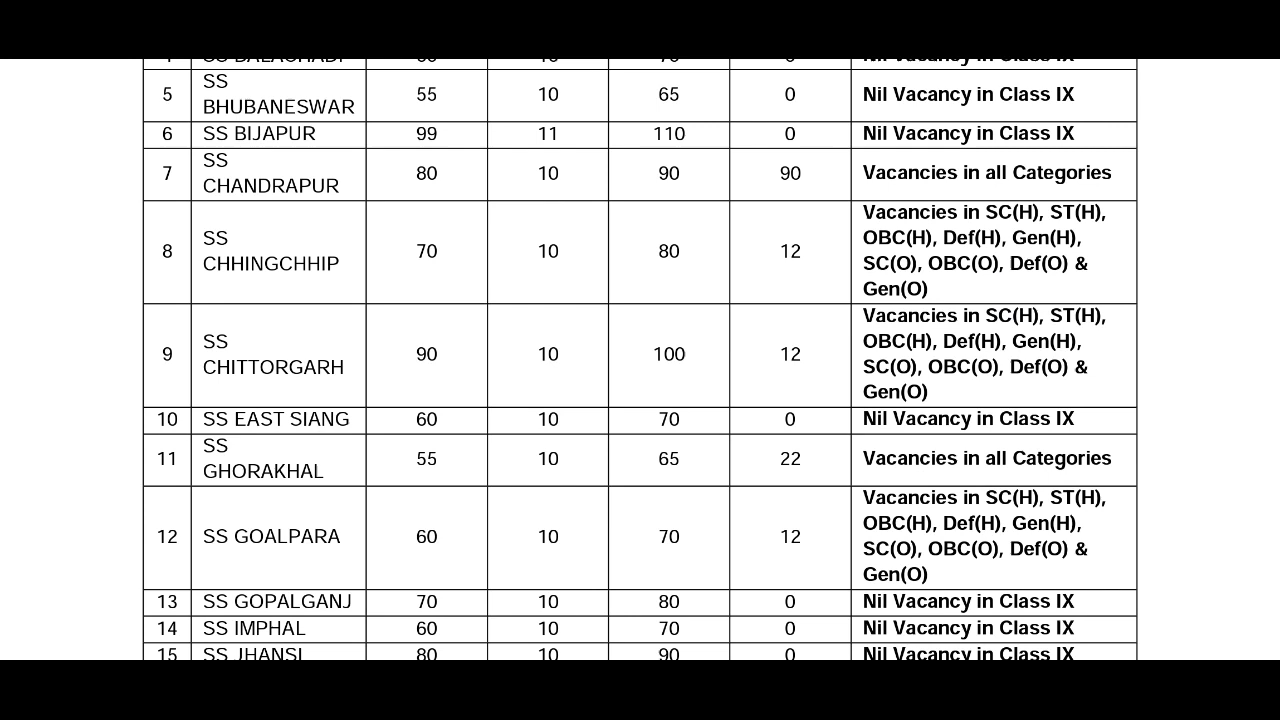 5 SS BHUBANESWAR 55 10 65 0 Nil Vacancy in Class IX
6 SS BIJAPUR 99 11 110 0 Nil Vacancy in Class IX
7 SS CHANDRAPUR 80 10 90 90 Vacancies in all Categories
8 SS CHHINGCHHIP 70 10 80 12 Vacancies in SC(H), ST(H),
OBC(H), Def(H), Gen(H),
SC(O), OBC(O), Def(O) &
Gen(O)
9 SS CHITTORGARH 90 10 100 12 Vacancies in SC(H), ST(H),
OBC(H), Def(H), Gen(H),
SC(O), OBC(O), Def(O) &
Gen(O)
10 SS EAST SIANG 60 10 70 0 Nil Vacancy in Class IX
11 SS GHORAKHAL 55 10 65 22 Vacancies in all Categories
12 SS GOALPARA 60 10 70 12 Vacancies in SC(H), ST(H),
OBC(H), Def(H), Gen(H),
SC(O), OBC(O), Def(O) &
Gen(O)
13 SS GOPALGANJ 70 10 80 0 Nil Vacancy in Class IX
14 SS IMPHAL 60 10 70 0 Nil Vacancy in Class IX
15 SS JHANSI 80 10 90 0 Nil Vacancy in Class IX